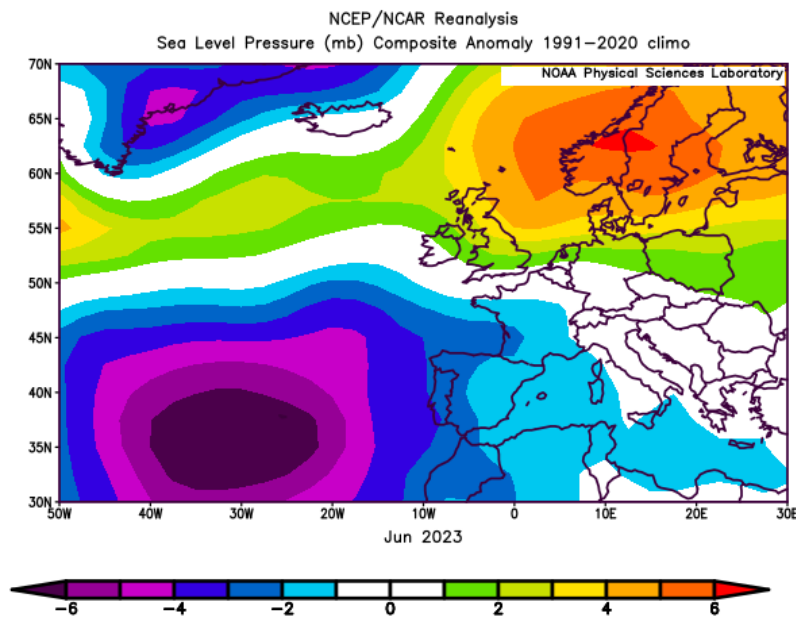 NCEP/NCAR Reanalysis
Sea Level Pressure (mb) Composite Anomaly 1991−2020 climo
NOAA Physical Sciences Laboratory
70N
65N
60N
55N
50N
45N
40N
35N
30N
50W 40W 30W 20W 10W 0 10E 20E 30E
Jun 2023
−6 −4 −2 0 2 4 6